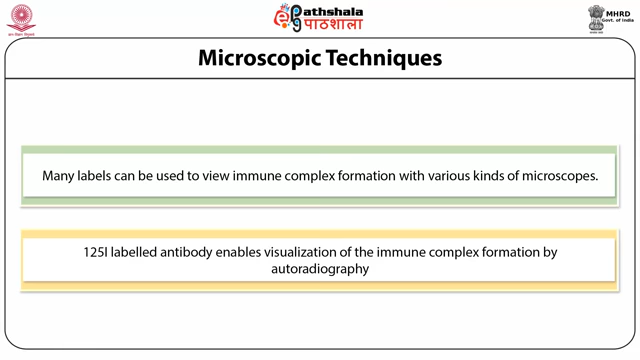 ePathshala
पाठशाला
MHRD
Govt. of India
Microscopic Techniques
Many labels can be used to view immune complex formation with various kinds of microscopes.
125I labelled antibody enables visualization of the immune complex formation by
autoradiography